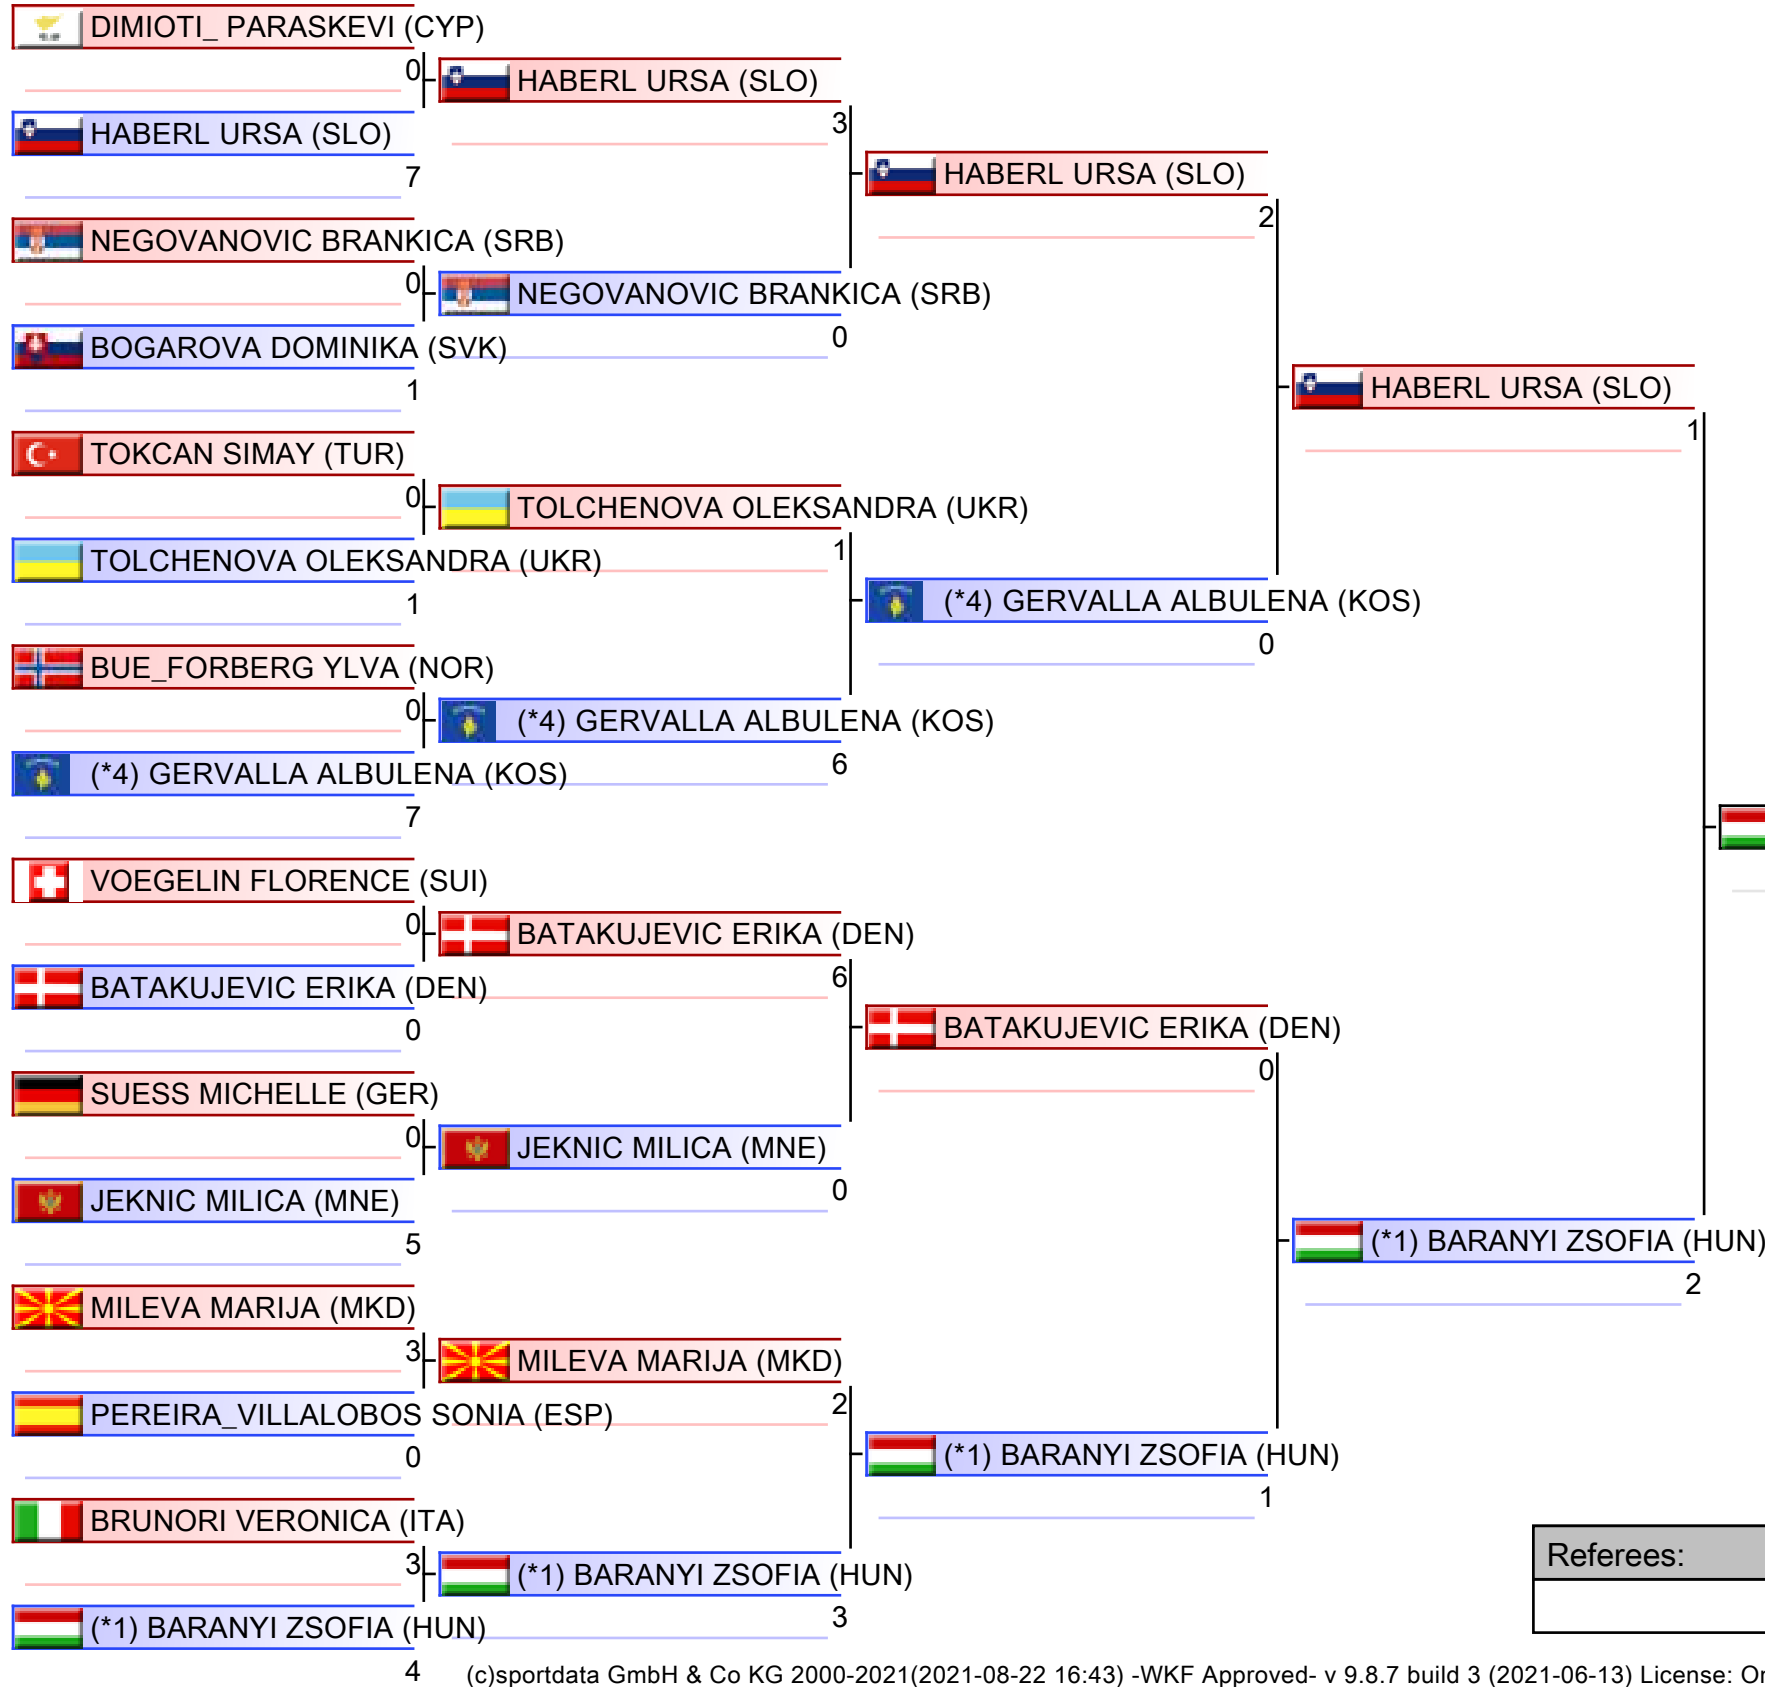 DIMIOTI_ PARASKEVI (CYP)
0
HABERL URSA (SLO)
7
NEGOVANOVIC BRANKICA (SRB)
0
BOGAROVA DOMINIKA (SVK)
1
TOKCAN SIMAY (TUR)
0
TOLCHENOVA OLEKSANDRA (UKR)
1
BUE_FORBERG YLVA (NOR)
0
(*4) GERVALLA ALBULENA (KOS)
7
VOEGELIN FLORENCE (SUI)
0
BATAKUJEVIC ERIKA (DEN)
0
SUESS MICHELLE (GER)
0
JEKNIC MILICA (MNE)
5
MILEVA MARIJA (MKD)
3
PEREIRA_VILLALOBOS SONIA (ESP)
0
BRUNORI VERONICA (ITA)
3
(*1) BARANYI ZSOFIA (HUN)
4
HABERL URSA (SLO)
3
NEGOVANOVIC BRANKICA (SRB)
0
TOLCHENOVA OLEKSANDRA (UKR)
1
(*4) GERVALLA ALBULENA (KOS)
6
BATAKUJEVIC ERIKA (DEN)
6
JEKNIC MILICA (MNE)
0
MILEVA MARIJA (MKD)
2
(*1) BARANYI ZSOFIA (HUN)
3
HABERL URSA (SLO)
2
(*4) GERVALLA ALBULENA (KOS)
0
BATAKUJEVIC ERIKA (DEN)
0
(*1) BARANYI ZSOFIA (HUN)
1
HABERL URSA (SLO)
1
(*1) BARANYI ZSOFIA (HUN)
2
Referees:
(c)sportdata GmbH & Co KG 2000-2021(2021-08-22 16:43) -WKF Approved- v 9.8.7 build 3 (2021-06-13) License: